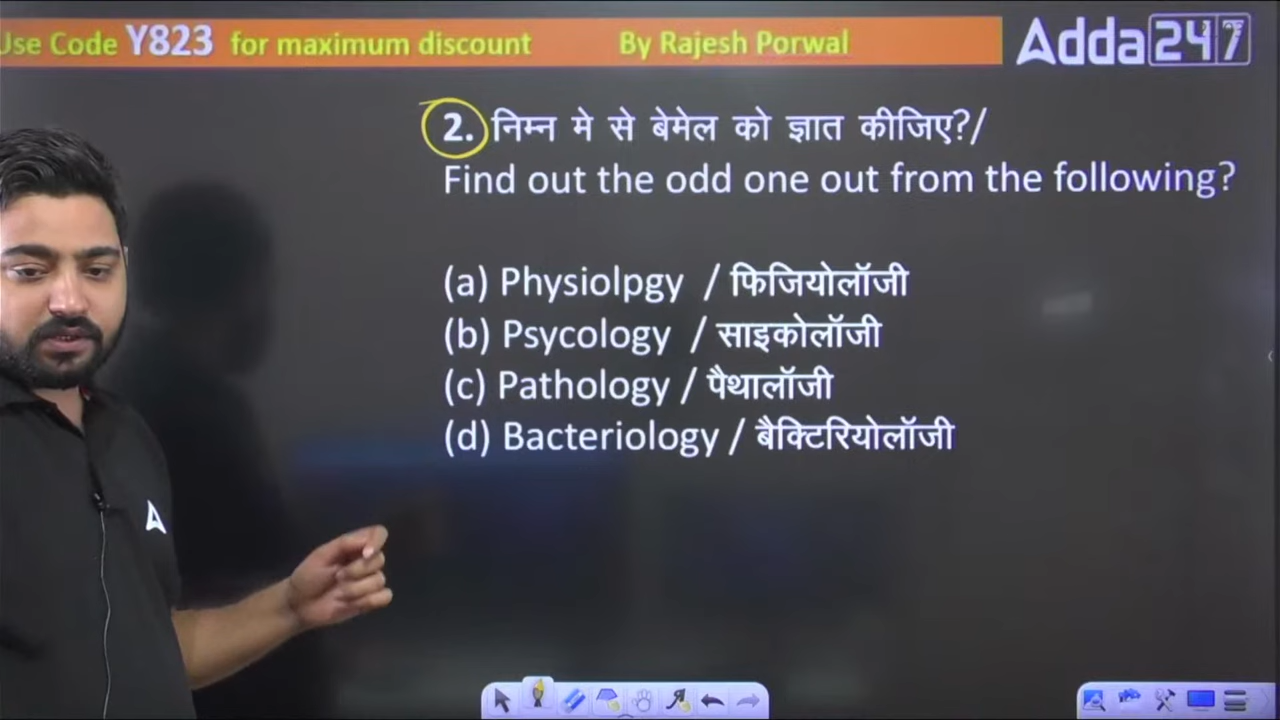 Use Code Y823 for maximum discount By Rajesh Porwal
Adda247
2. निम्न मे से बेमेल को ज्ञात कीजिए?/
Find out the odd one out from the following?
(a) Physiolpgy / फिजियोलॉजी
(b) Psycology / साइकोलॉजी
(c) Pathology / पैथालॉजी
(d) Bacteriology / बैक्टिरियोलॉजी